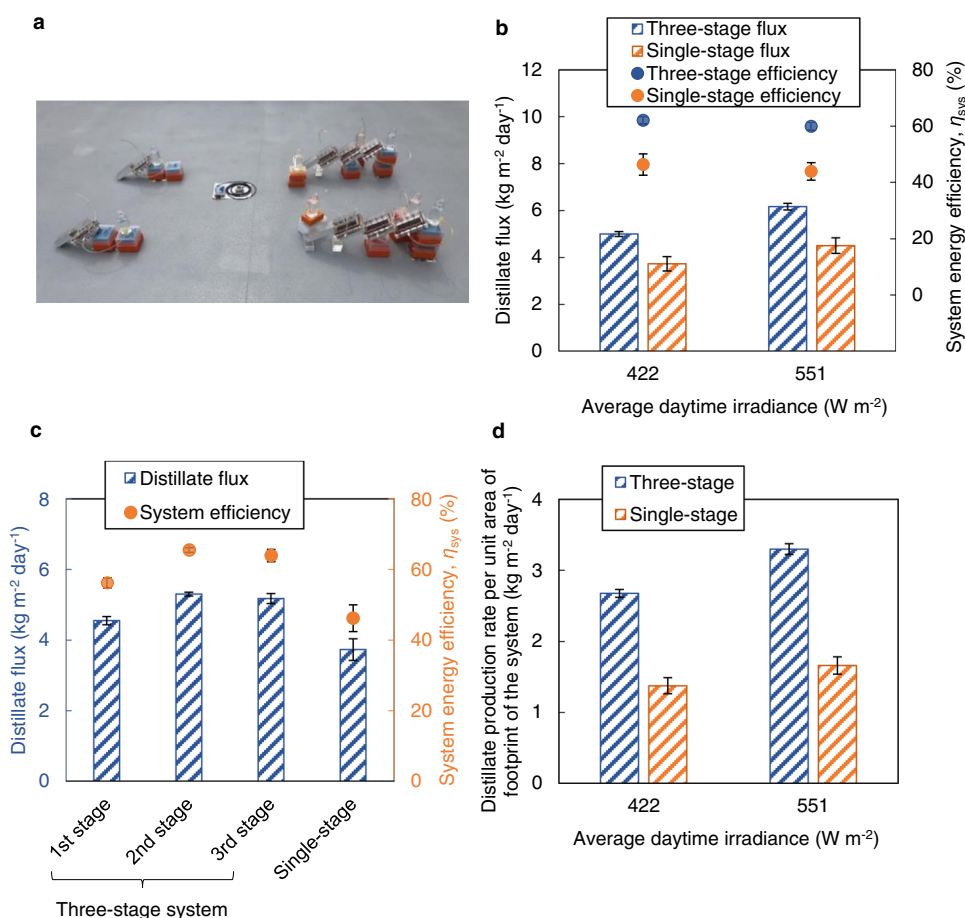 a
b
Three-stage flux
Single-stage flux
Three-stage efficiency
Single-stage efficiency
12
10
8
6
4
2
0
Distillate flux (kg m-2 day-1)
80
60
40
20
0
System energy efficiency, ηsys (%)
422
551
Average daytime irradiance (W m-2)
c
Distillate flux
System efficiency
8
6
4
2
0
Distillate flux (kg m-2 day-1)
80
60
40
20
0
System energy efficiency, ηsys (%)
1st stage
2nd stage
3rd stage
Single-stage
Three-stage system
d
Three-stage
Single-stage
4
3
2
1
0
Distillate production rate per unit area of
footprint of the system (kg m-2 day-1)
422
551
Average daytime irradiance (W m-2)